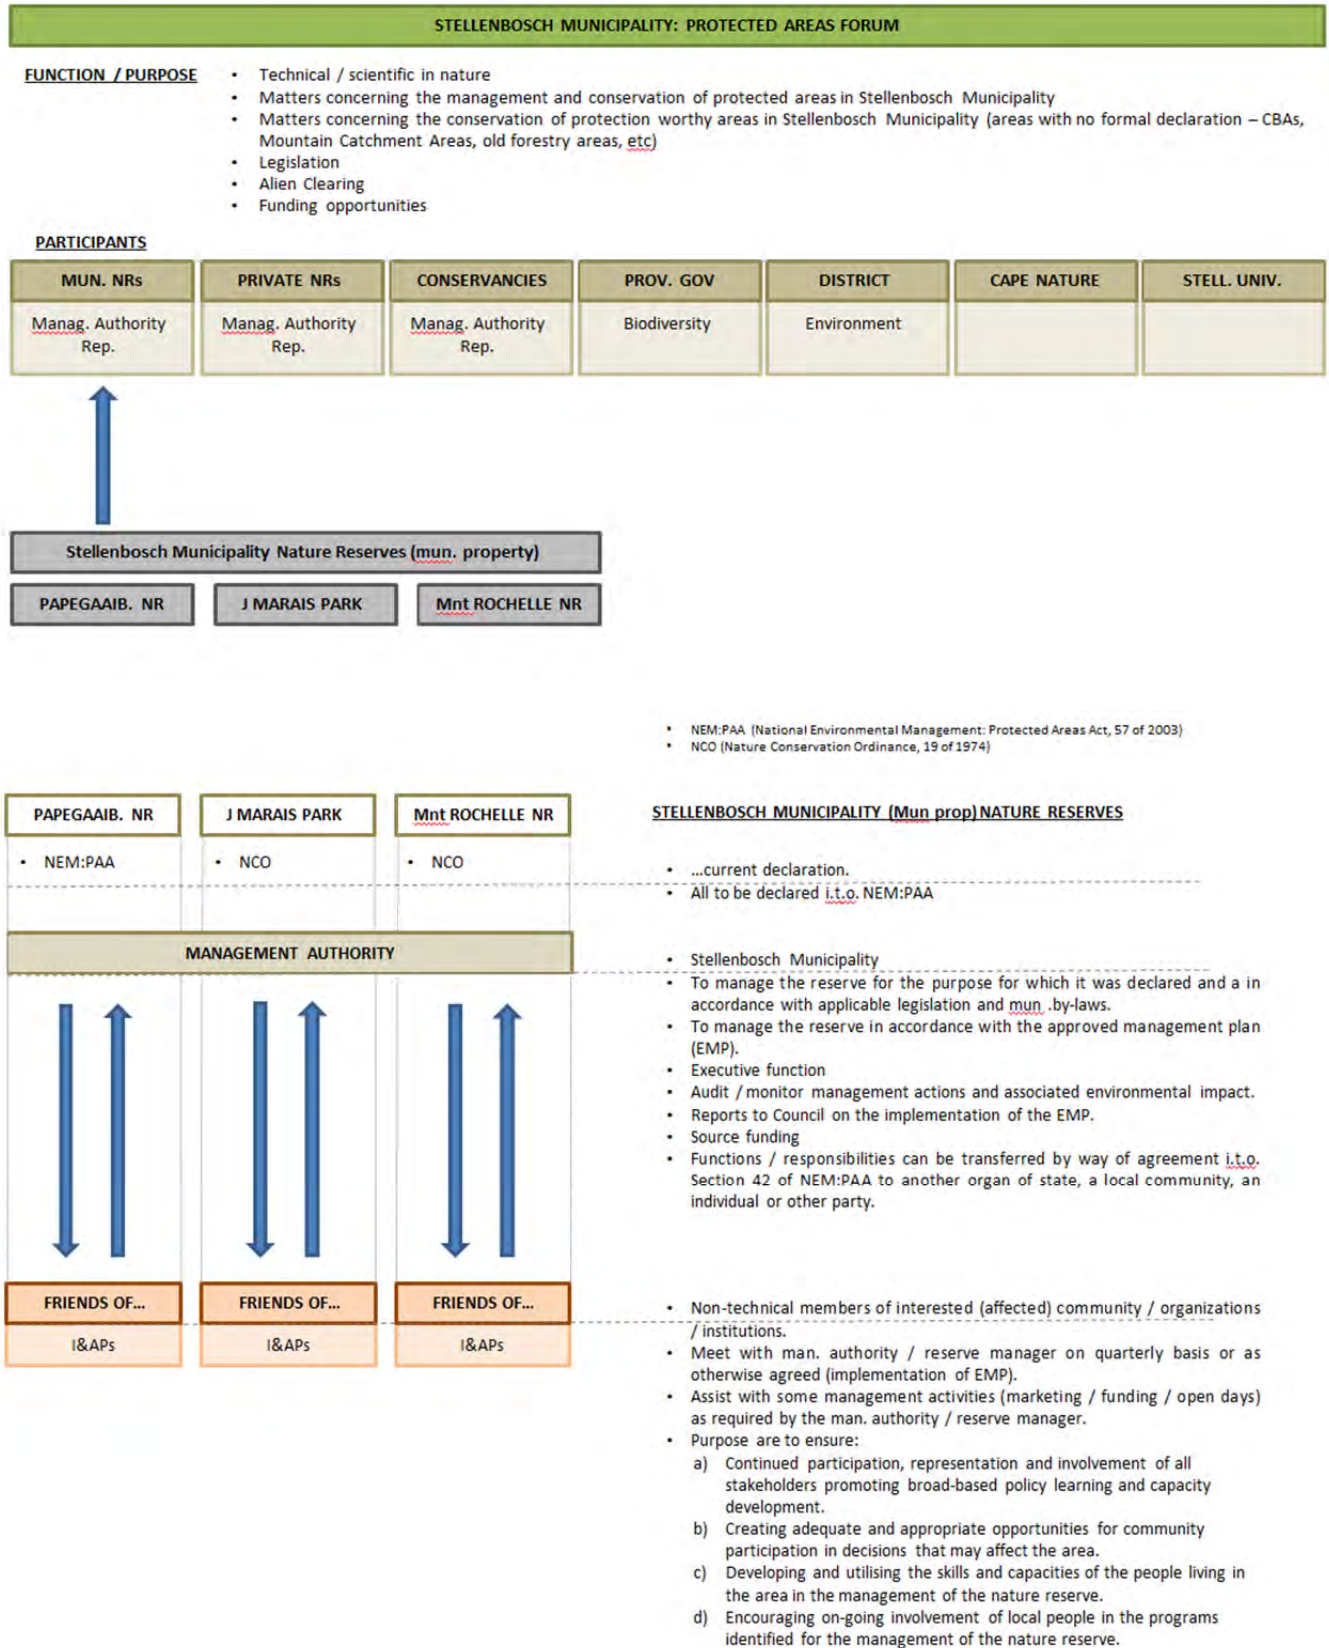 STELLENBOSCH MUNICIPALITY: PROTECTED AREAS FORUM
FUNCTION / PURPOSE
• Technical / scientific in nature
• Matters concerning the management and conservation of protected areas in Stellenbosch Municipality
• Matters concerning the conservation of protection worthy areas in Stellenbosch Municipality (areas with no formal declaration – CBAs,
Mountain Catchment Areas, old forestry areas, etc)
• Legislation
• Alien Clearing
• Funding opportunities
PARTICIPANTS
MUN. NRs
PRIVATE NRs
CONSERVANCIES
PROV. GOV
DISTRICT
CAPE NATURE
STELL. UNIV.
Manag. Authority
Rep.
Manag. Authority
Rep.
Manag. Authority
Rep.
Biodiversity
Environment
Stellenbosch Municipality Nature Reserves (mun. property)
PAPEGAAIB. NR
J MARAIS PARK
Mnt ROCHELLE NR
• NEM:PAA (National Environmental Management: Protected Areas Act, 57 of 2003)
• NCO (Nature Conservation Ordinance, 19 of 1974)
PAPEGAAIB. NR
J MARAIS PARK
Mnt ROCHELLE NR
STELLENBOSCH MUNICIPALITY (Mun prop) NATURE RESERVES
• NEM:PAA
• NCO
• NCO
• ...current declaration.
• All to be declared i.t.o. NEM:PAA
MANAGEMENT AUTHORITY
• Stellenbosch Municipality
• To manage the reserve for the purpose for which it was declared and a in
accordance with applicable legislation and mun .by-laws.
• To manage the reserve in accordance with the approved management plan
(EMP).
• Executive function
• Audit / monitor management actions and associated environmental impact.
• Reports to Council on the implementation of the EMP.
• Source funding
• Functions / responsibilities can be transferred by way of agreement i.t.o.
Section 42 of NEM:PAA to another organ of state, a local community, an
individual or other party.
FRIENDS OF...
FRIENDS OF...
FRIENDS OF...
I&APs
I&APs
I&APs
• Non-technical members of interested (affected) community / organizations
/ institutions.
• Meet with man. authority / reserve manager on quarterly basis or as
otherwise agreed (implementation of EMP).
• Assist with some management activities (marketing / funding / open days)
as required by the man. authority / reserve manager.
• Purpose are to ensure:
a) Continued participation, representation and involvement of all
stakeholders promoting broad-based policy learning and capacity
development.
b) Creating adequate and appropriate opportunities for community
participation in decisions that may affect the area.
c) Developing and utilising the skills and capacities of the people living in
the area in the management of the nature reserve.
d) Encouraging on-going involvement of local people in the programs
identified for the management of the nature reserve.